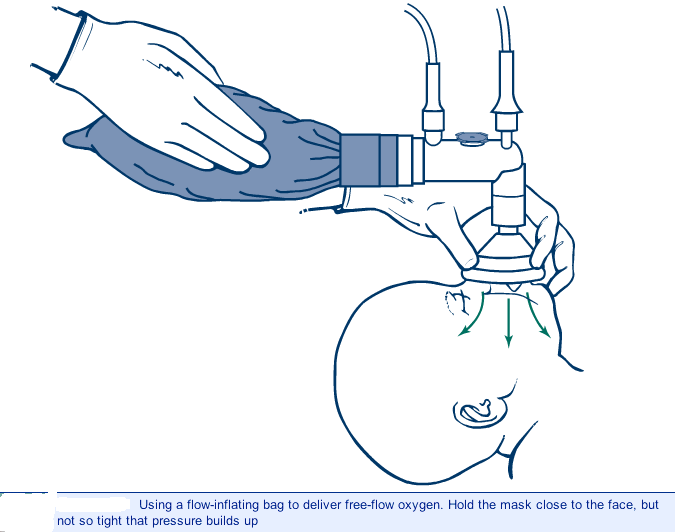 Using a flow-inflating bag to deliver free-flow oxygen. Hold the mask close to the face, but
not so tight that pressure builds up